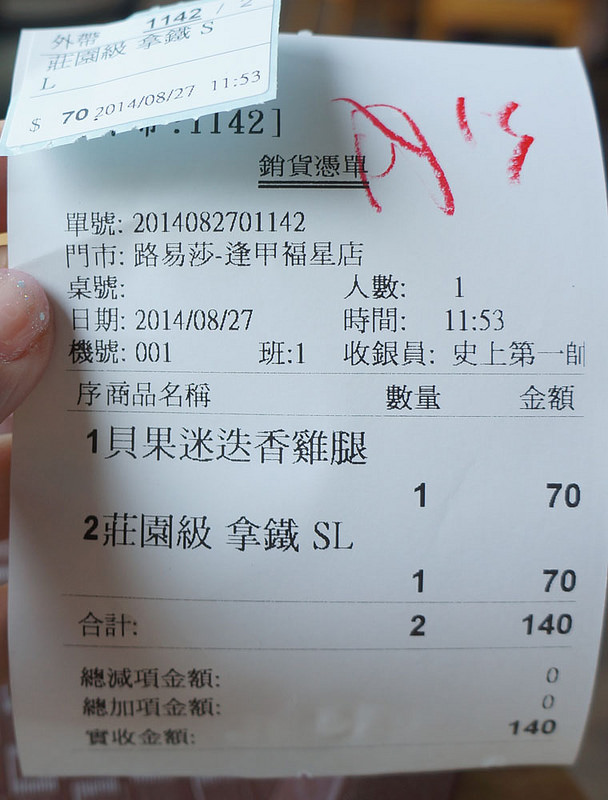 外帶 1142 / 2
莊園級 拿鐵 S
L
$ 70 2014/08/27 11:53
:1142]
銷貨憑單
單號: 2014082701142
門市: 路易莎-逢甲福星店
桌號: 人數: 1
日期: 2014/08/27 時間: 11:53
機號: 001 班:1 收銀員: 史上第一帥
序商品名稱 數量 金額
1貝果迷迭香雞腿
1 70
2莊園級 拿鐵 SL
1 70
合計: 2 140
總減項金額: 0
總加項金額: 0
實收金額: 140